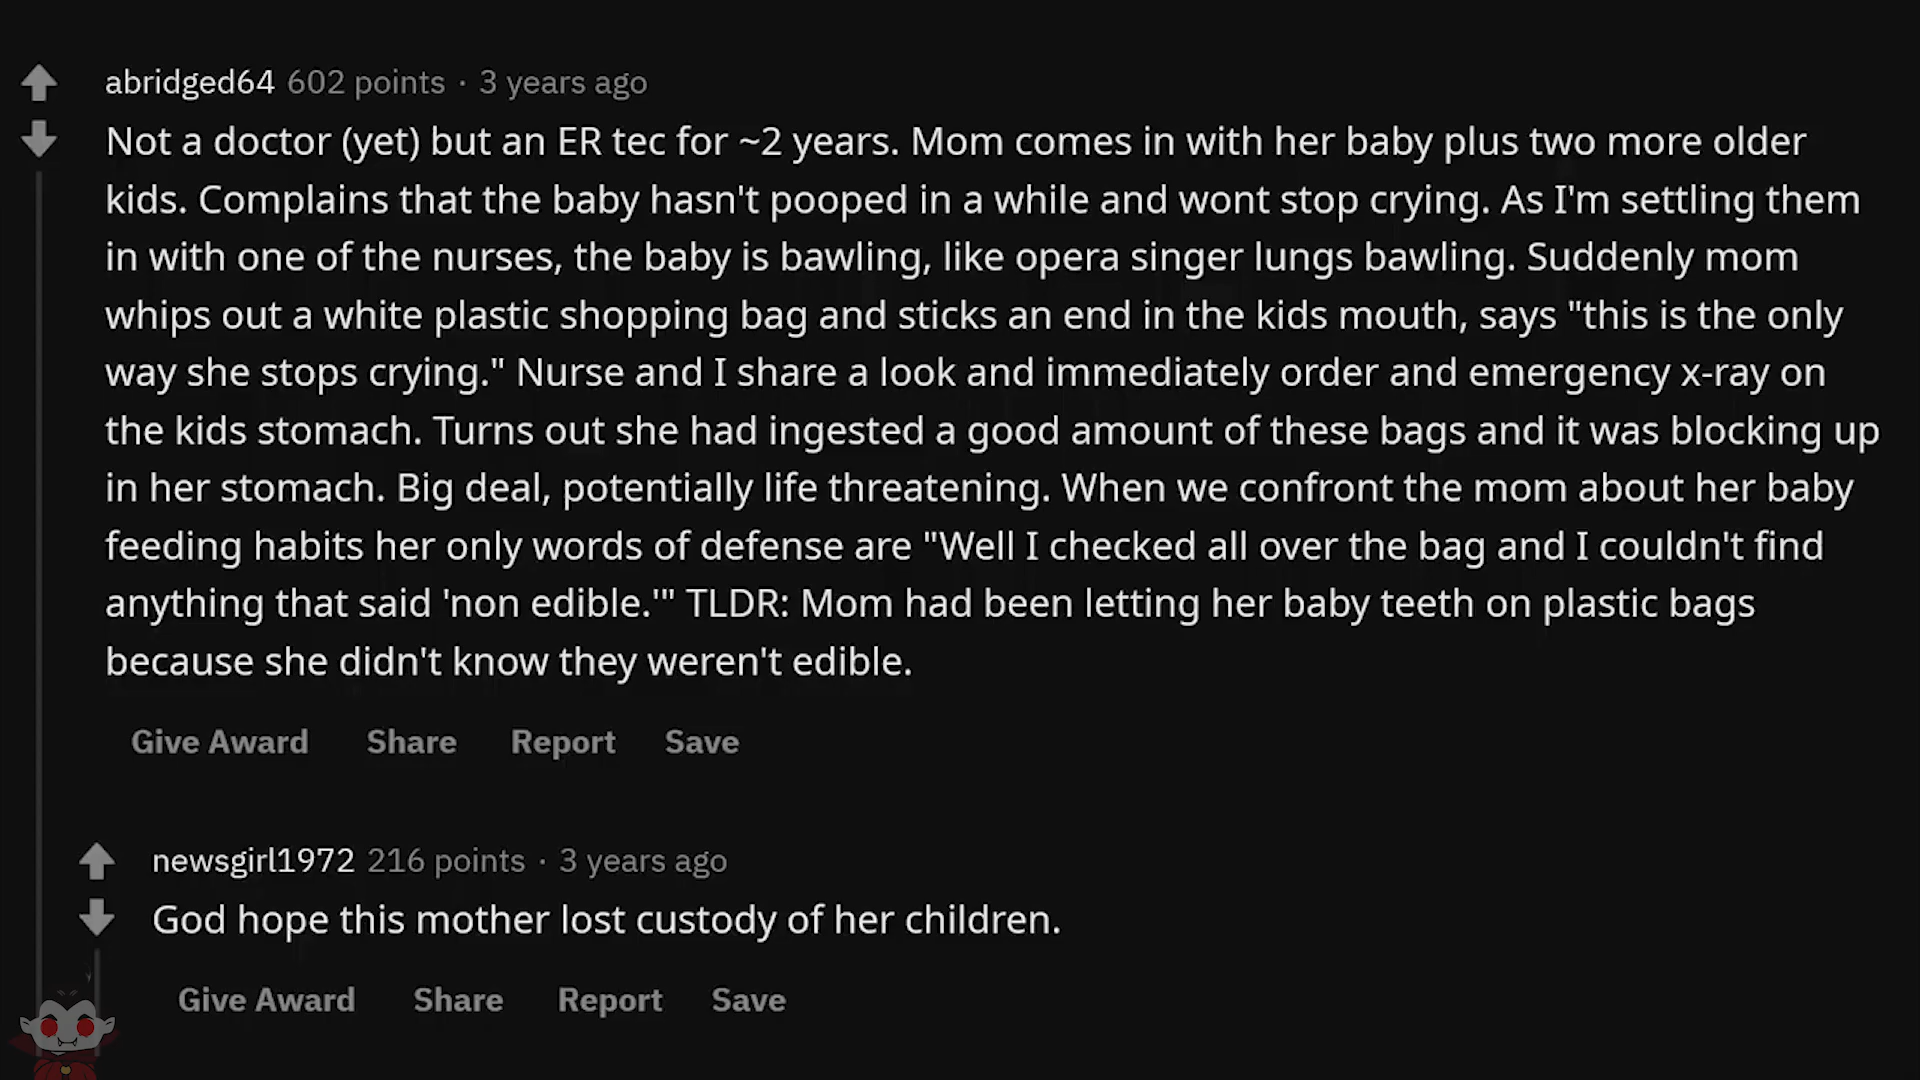 abridged64 602 points · 3 years ago
Not a doctor (yet) but an ER tec for ~2 years. Mom comes in with her baby plus two more older
kids. Complains that the baby hasn't pooped in a while and wont stop crying. As I'm settling them
in with one of the nurses, the baby is bawling, like opera singer lungs bawling. Suddenly mom
whips out a white plastic shopping bag and sticks an end in the kids mouth, says "this is the only
way she stops crying." Nurse and I share a look and immediately order and emergency x-ray on
the kids stomach. Turns out she had ingested a good amount of these bags and it was blocking up
in her stomach. Big deal, potentially life threatening. When we confront the mom about her baby
feeding habits her only words of defense are "Well I checked all over the bag and I couldn't find
anything that said 'non edible.'" TLDR: Mom had been letting her baby teeth on plastic bags
because she didn't know they weren't edible.
Give Award Share Report Save
newsgirl1972 216 points · 3 years ago
God hope this mother lost custody of her children.
Give Award Share Report Save